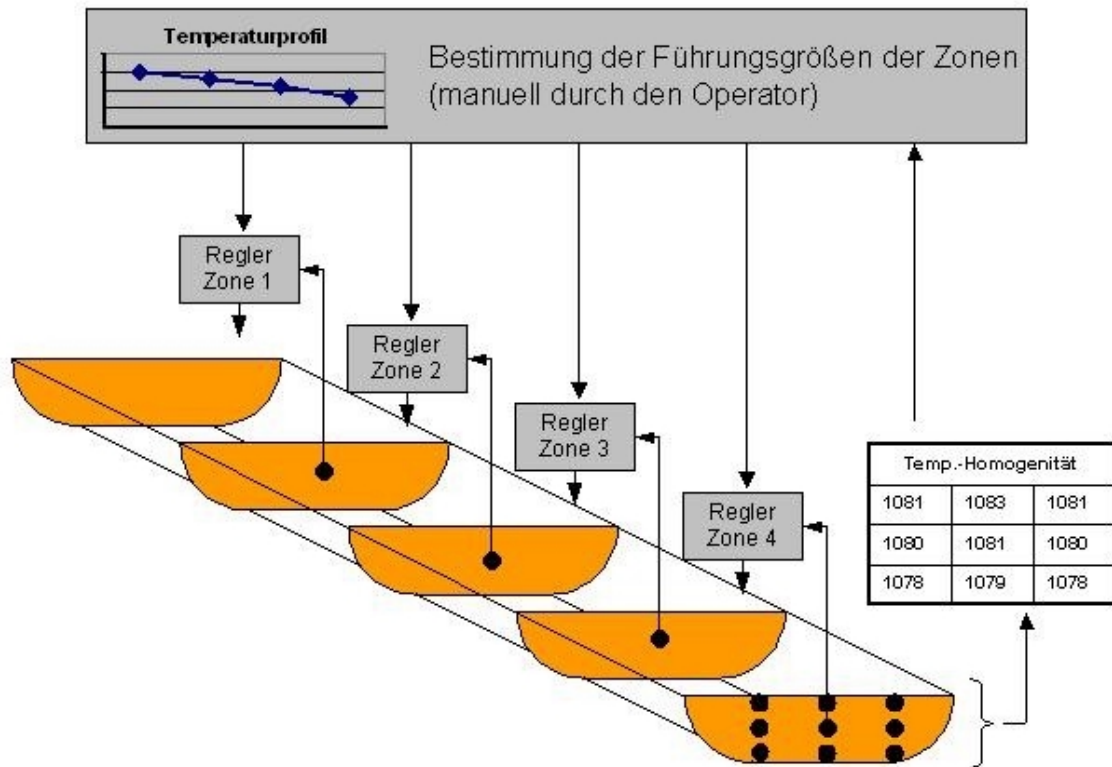 Temperaturprofil
Bestimmung der Führungsgrößen der Zonen
(manuell durch den Operator)
Regler
Zone 1
Regler
Zone 2
Regler
Zone 3
Regler
Zone 4
Temp.-Homogenität
1081 1083 1081
1080 1081 1080
1078 1079 1078